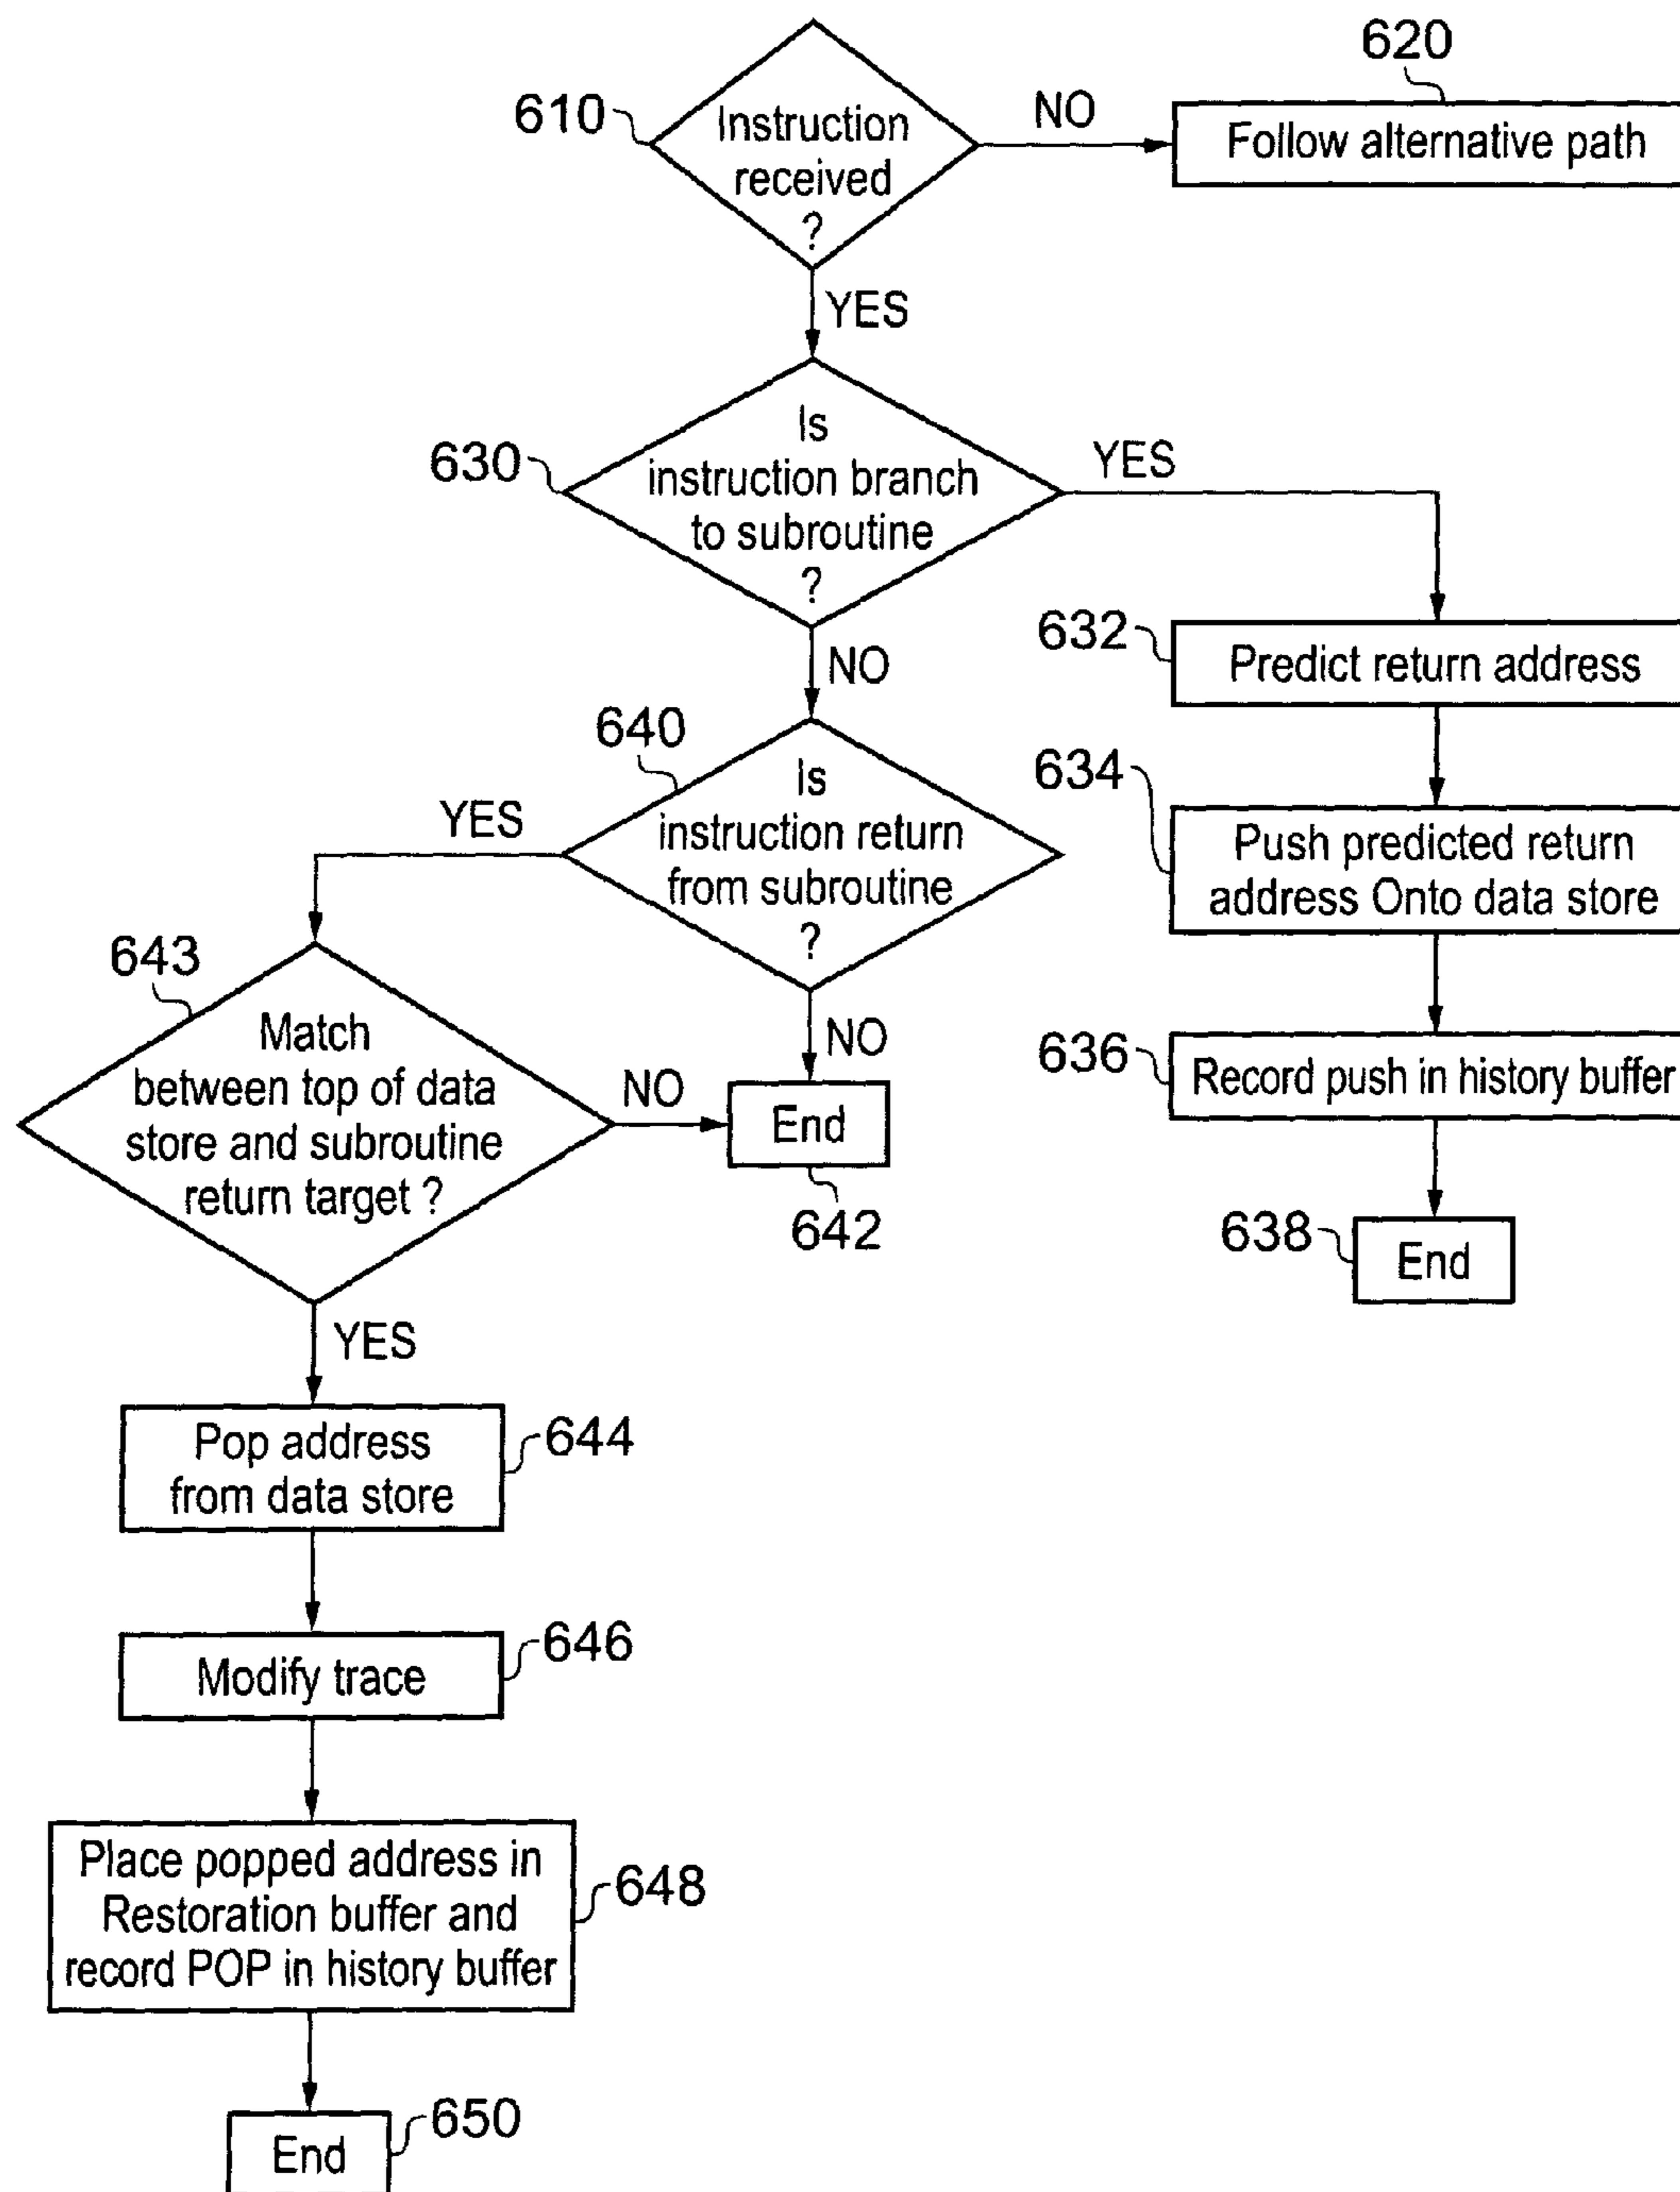 620
610
Instruction
received
?
NO
Follow alternative path
YES
630
Is
instruction branch
to subroutine
?
YES
NO
632
Predict return address
640
Is
instruction return
from subroutine
?
YES
NO
634
Push predicted return
address Onto data store
643
Match
between top of data
store and subroutine
return target ?
NO
End
642
636
Record push in history buffer
638
End
YES
Pop address
from data store
644
Modify trace
646
Place popped address in
Restoration buffer and
record POP in history buffer
648
End
650